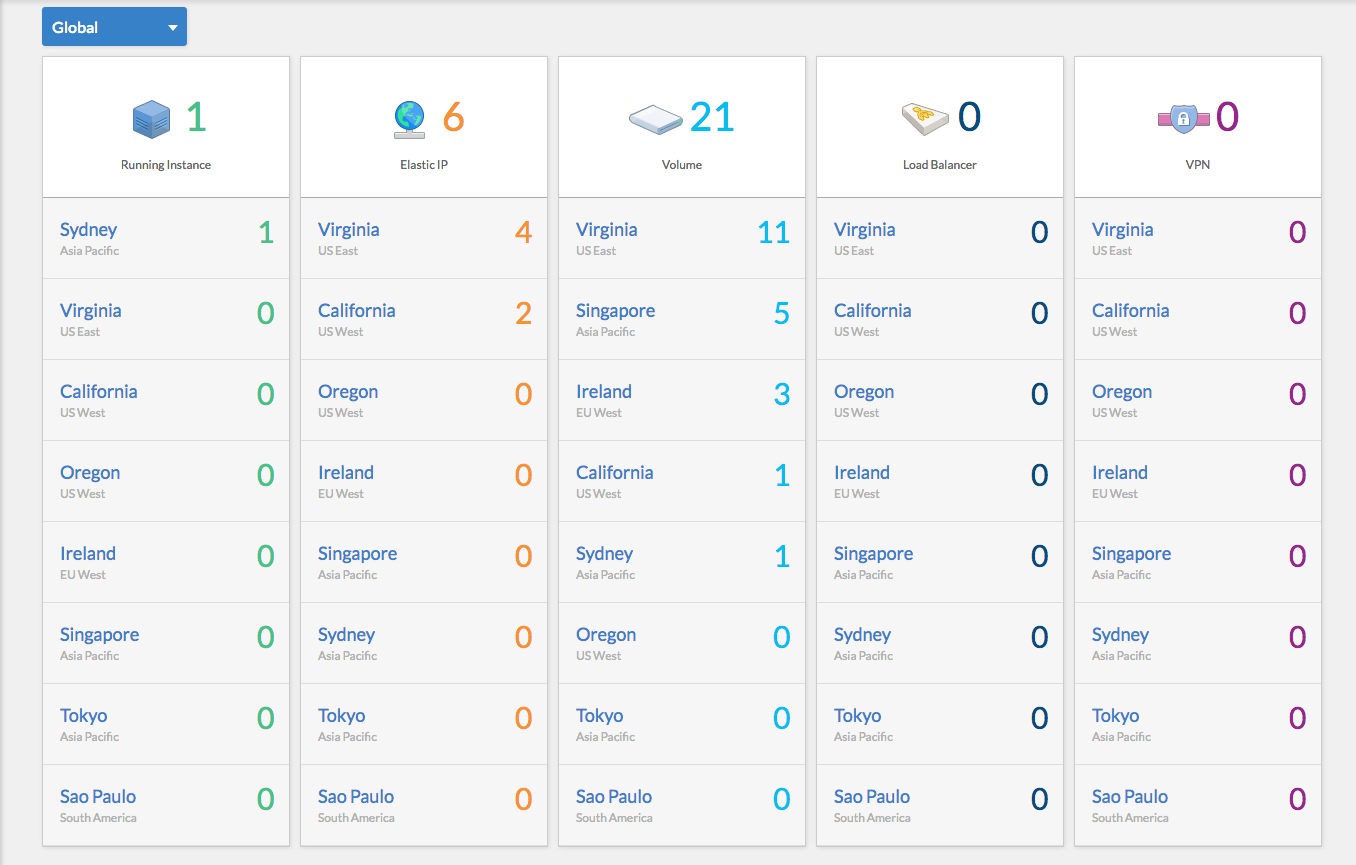 Global
1
Running Instance
Sydney 1
Asia Pacific
Virginia 0
US East
California 0
US West
Oregon 0
US West
Ireland 0
EU West
Singapore 0
Asia Pacific
Tokyo 0
Asia Pacific
Sao Paulo 0
South America
6
Elastic IP
Virginia 4
US East
California 2
US West
Oregon 0
US West
Ireland 0
EU West
Singapore 0
Asia Pacific
Sydney 0
Asia Pacific
Tokyo 0
Asia Pacific
Sao Paulo 0
South America
21
Volume
Virginia 11
US East
Singapore 5
Asia Pacific
Ireland 3
EU West
California 1
US West
Sydney 1
Asia Pacific
Oregon 0
US West
Tokyo 0
Asia Pacific
Sao Paulo 0
South America
0
Load Balancer
Virginia 0
US East
California 0
US West
Oregon 0
US West
Ireland 0
EU West
Singapore 0
Asia Pacific
Sydney 0
Asia Pacific
Tokyo 0
Asia Pacific
Sao Paulo 0
South America
0
VPN
Virginia 0
US East
California 0
US West
Oregon 0
US West
Ireland 0
EU West
Singapore 0
Asia Pacific
Sydney 0
Asia Pacific
Tokyo 0
Asia Pacific
Sao Paulo 0
South America